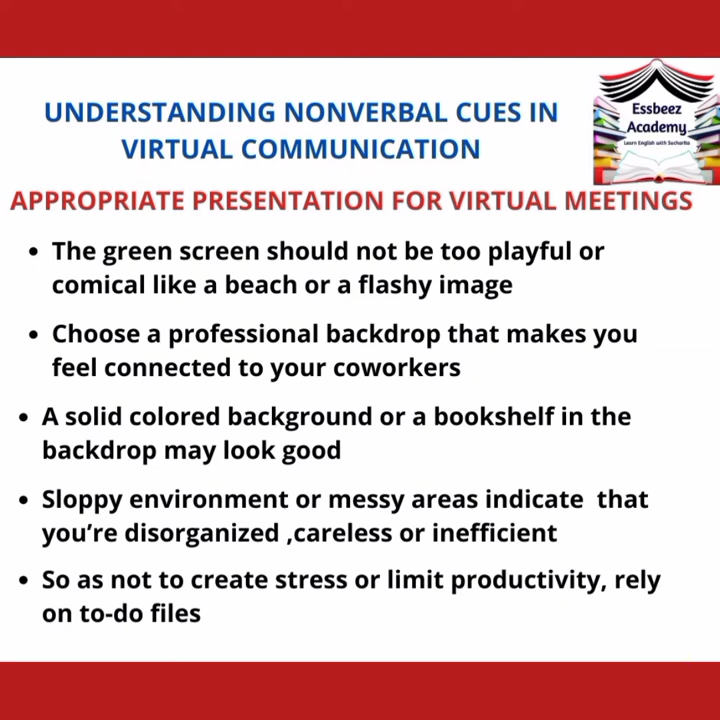 UNDERSTANDING NONVERBAL CUES IN
VIRTUAL COMMUNICATION
Essbeez
Academy
Learn English with Sucharita
APPROPRIATE PRESENTATION FOR VIRTUAL MEETINGS
• The green screen should not be too playful or
comical like a beach or a flashy image
• Choose a professional backdrop that makes you
feel connected to your coworkers
• A solid colored background or a bookshelf in the
backdrop may look good
• Sloppy environment or messy areas indicate  that
you’re disorganized ,careless or inefficient
• So as not to create stress or limit productivity, rely
on to-do files